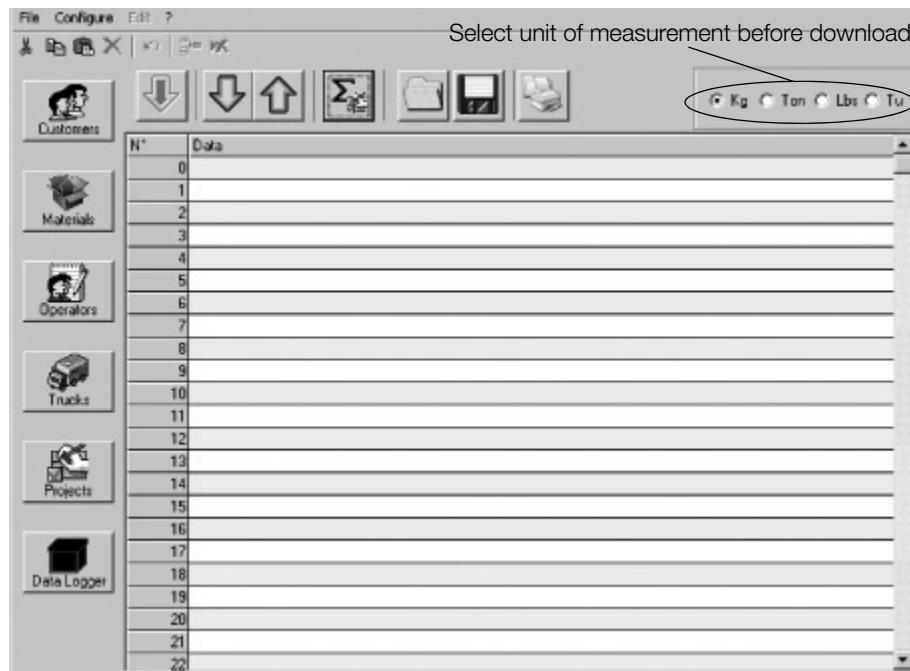 File Configure Edit ?
Select unit of measurement before download
Kg Ton Lbs Tu
Customers
Materials
Operators
Trucks
Projects
Data Logger
N° Data
0
1
2
3
4
5
6
7
8
9
10
11
12
13
14
15
16
17
18
19
20
21
22